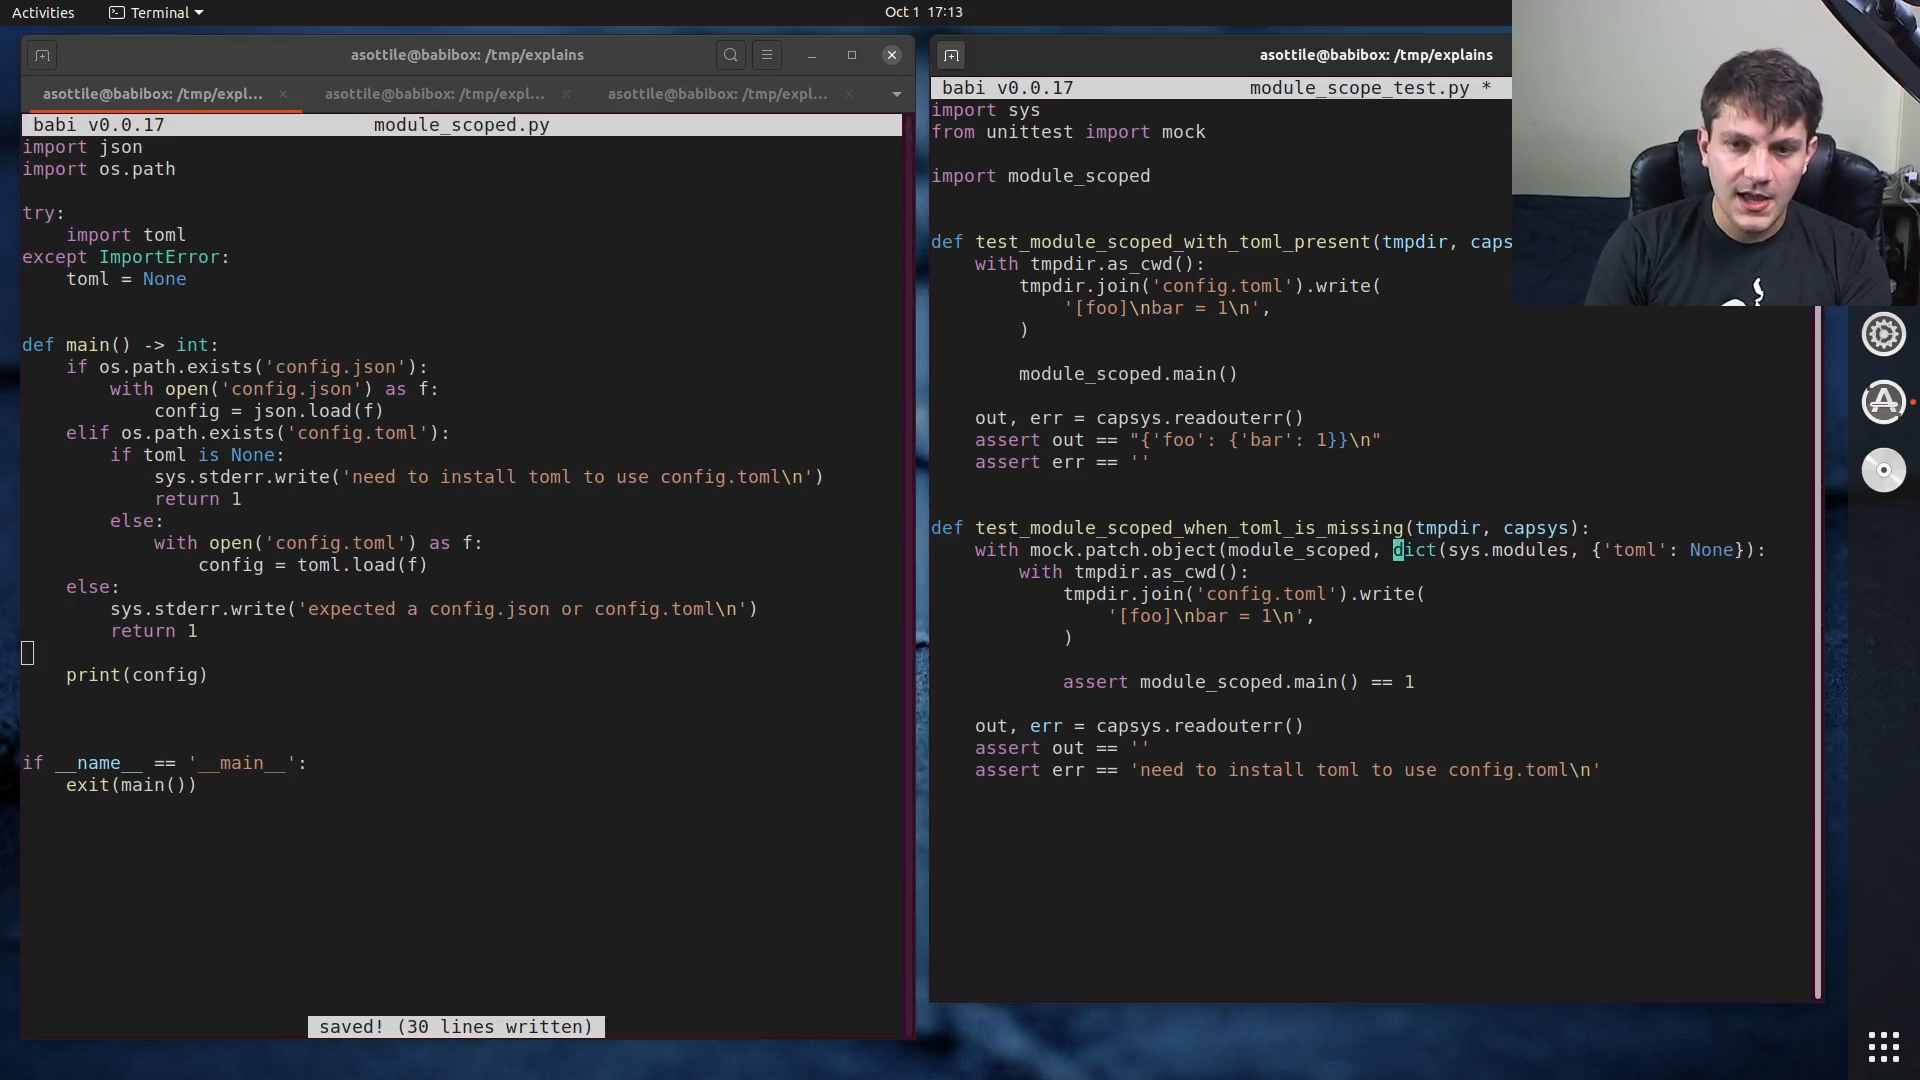 Activities
Terminal
Oct 1 17:13
asottile@babibox: /tmp/explains
asottile@babibox: /tmp/expl...
asottile@babibox: /tmp/expl...
asottile@babibox: /tmp/expl...
babi v0.0.17 module_scoped.py
import json
import os.path
try:
    import toml
except ImportError:
    toml = None
def main() -> int:
    if os.path.exists('config.json'):
        with open('config.json') as f:
            config = json.load(f)
    elif os.path.exists('config.toml'):
        if toml is None:
            sys.stderr.write('need to install toml to use config.toml\n')
            return 1
        else:
            with open('config.toml') as f:
                config = toml.load(f)
    else:
        sys.stderr.write('expected a config.json or config.toml\n')
        return 1
    print(config)
if __name__ == '__main__':
    exit(main())
saved! (30 lines written)
asottile@babibox: /tmp/explains
babi v0.0.17 module_scope_test.py *
import sys
from unittest import mock
import module_scoped
def test_module_scoped_with_toml_present(tmpdir, caps
    with tmpdir.as_cwd():
        tmpdir.join('config.toml').write(
            '[foo]\nbar = 1\n',
        )
        module_scoped.main()
    out, err = capsys.readouterr()
    assert out == "{'foo': {'bar': 1}}\n"
    assert err == ''
def test_module_scoped_when_toml_is_missing(tmpdir, capsys):
    with mock.patch.object(module_scoped, dict(sys.modules, {'toml': None}):
        with tmpdir.as_cwd():
            tmpdir.join('config.toml').write(
                '[foo]\nbar = 1\n',
            )
            assert module_scoped.main() == 1
    out, err = capsys.readouterr()
    assert out == ''
    assert err == 'need to install toml to use config.toml\n'